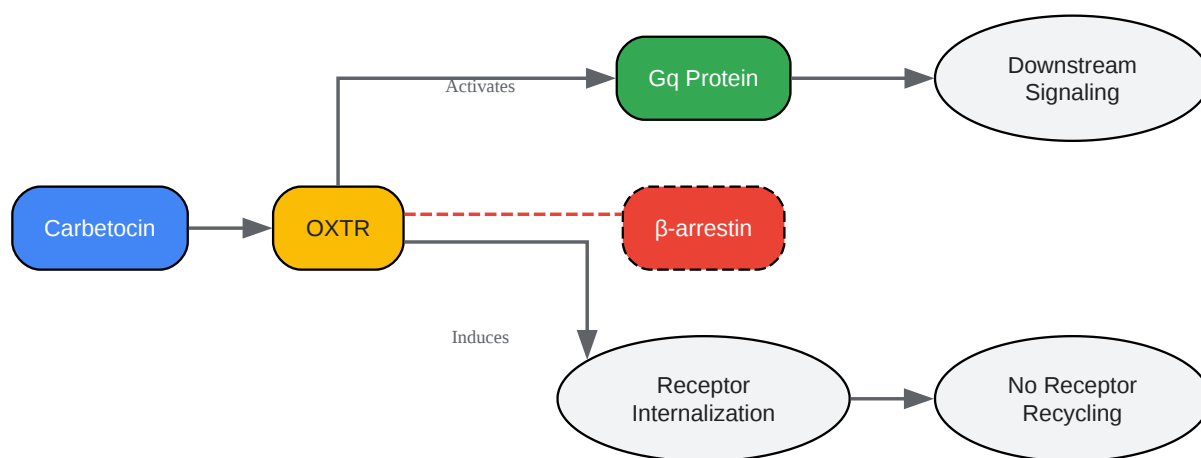 Activates
Gq Protein
Downstream
Signaling
Carbetocin
OXTR
β-arrestin
Induces
Receptor
Internalization
No Receptor
Recycling